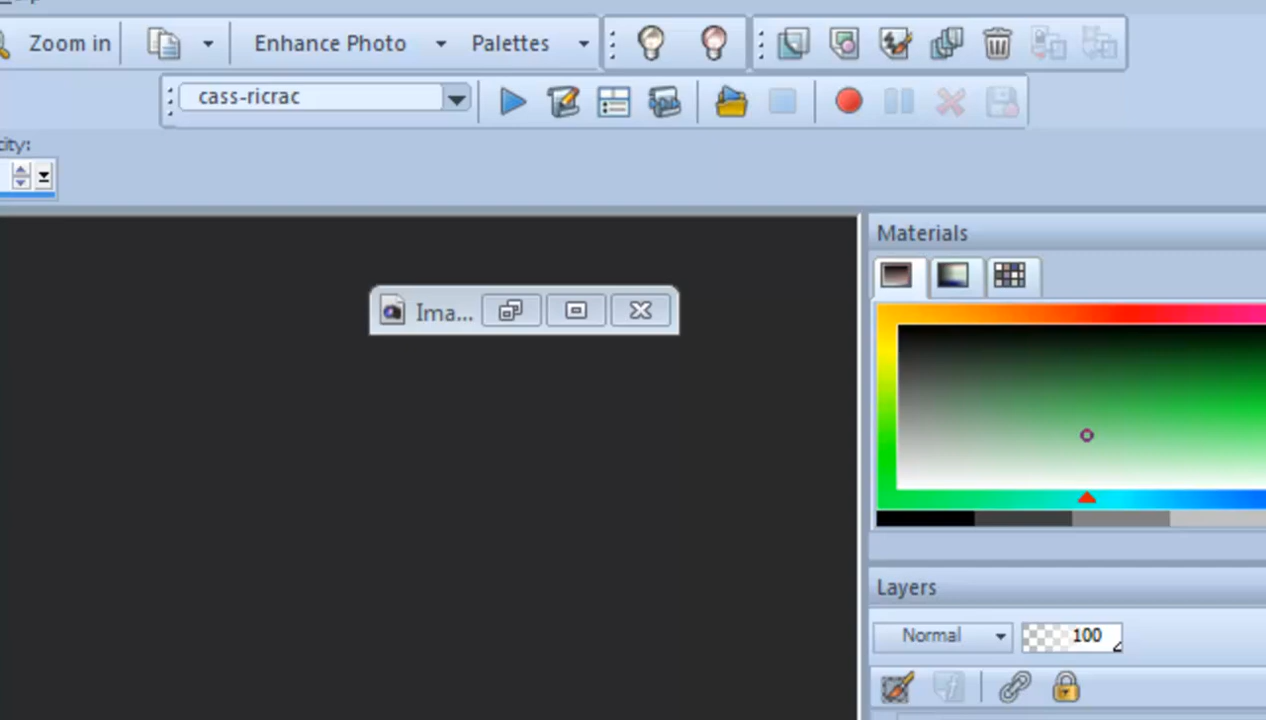 Zoom in
Enhance Photo
Palettes
cass-ricrac
city:
Materials
Ima...
Layers
Normal
100